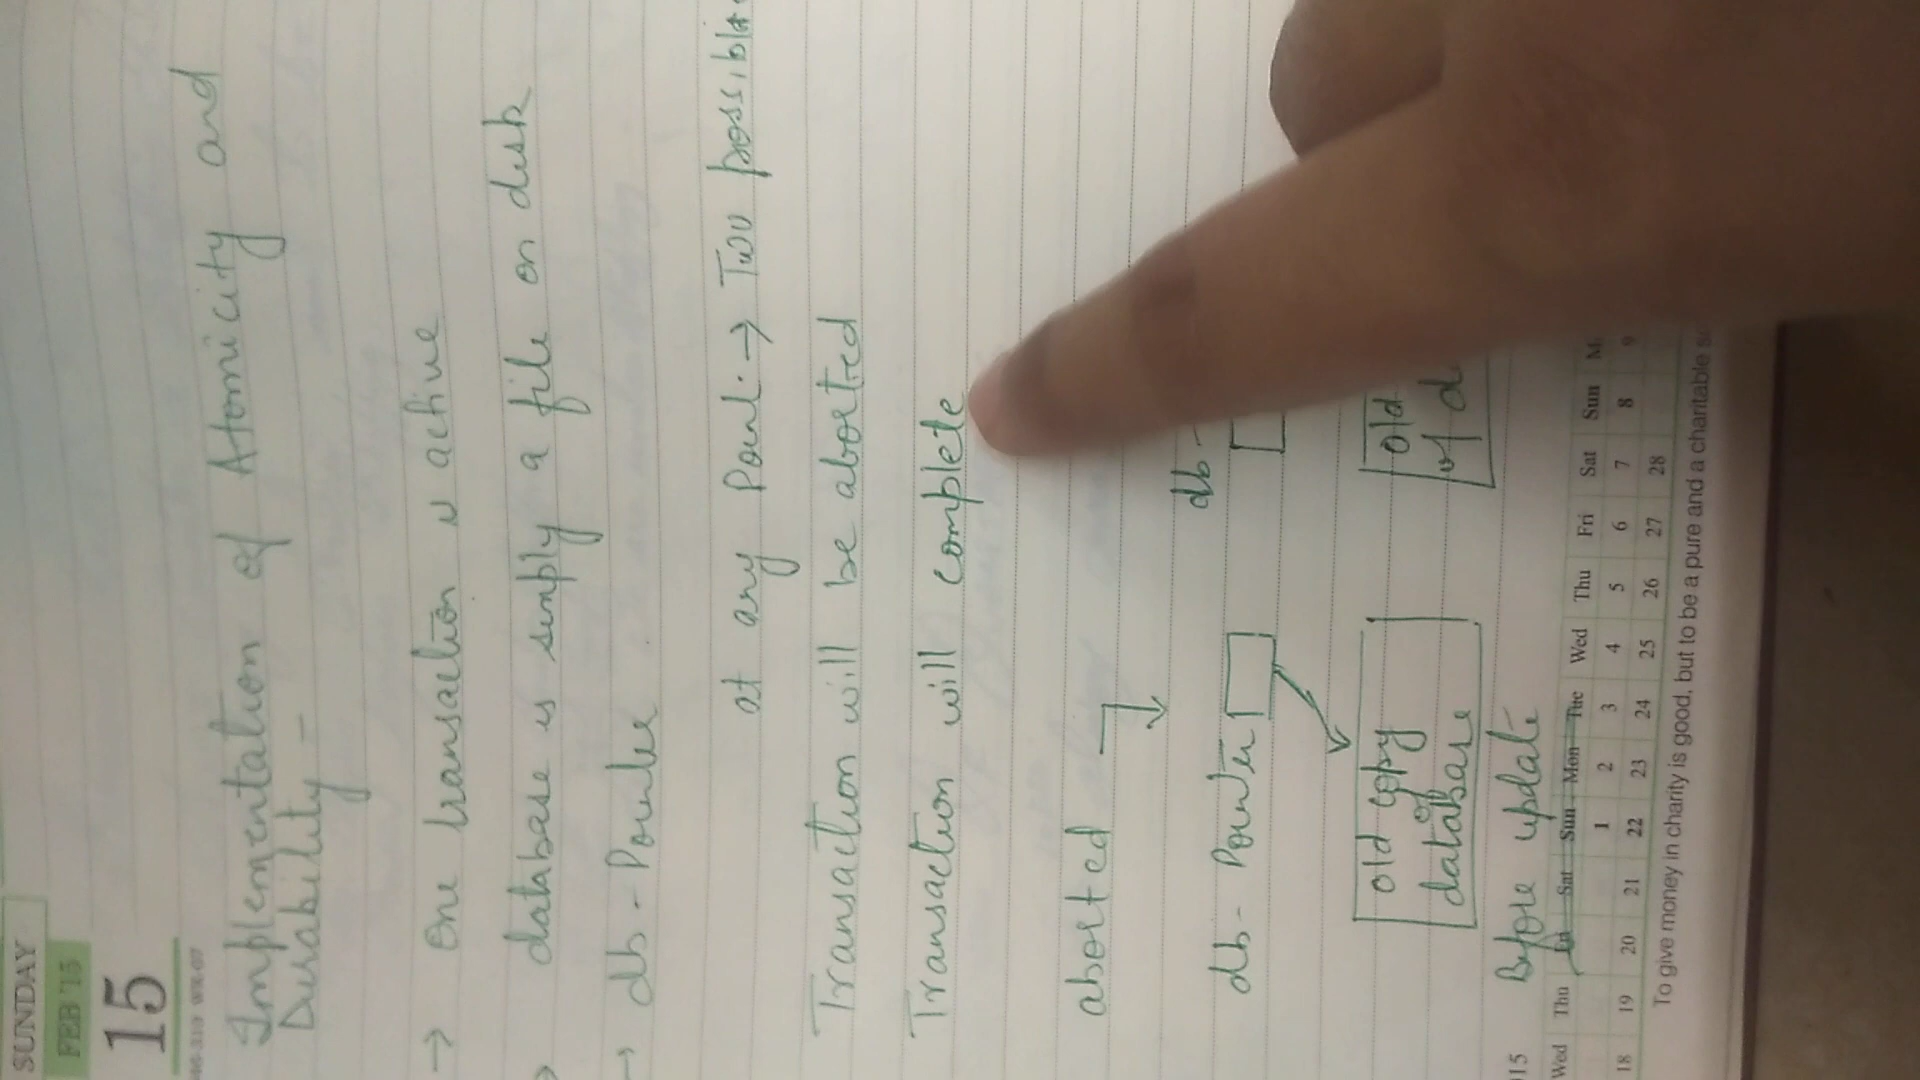 SUNDAY
FEB '15
15
Implementation of Atomicity and
Durability -
→ one transaction is active
database is simply a file on disk
→ db - Pointer
at any Point. → Two possible
Transaction will be aborted
Transaction will complete
aborted
db - Pointer db -
old copy old
of of d
database
Before update
Wed Thu Fri Sat Sun Mon Tue Wed Thu Fri Sat Sun M
1 2 3 4 5 6 7 8 9
18 19 20 21 22 23 24 25 26 27 28
To give money in charity is good, but to be a pure and a charitable